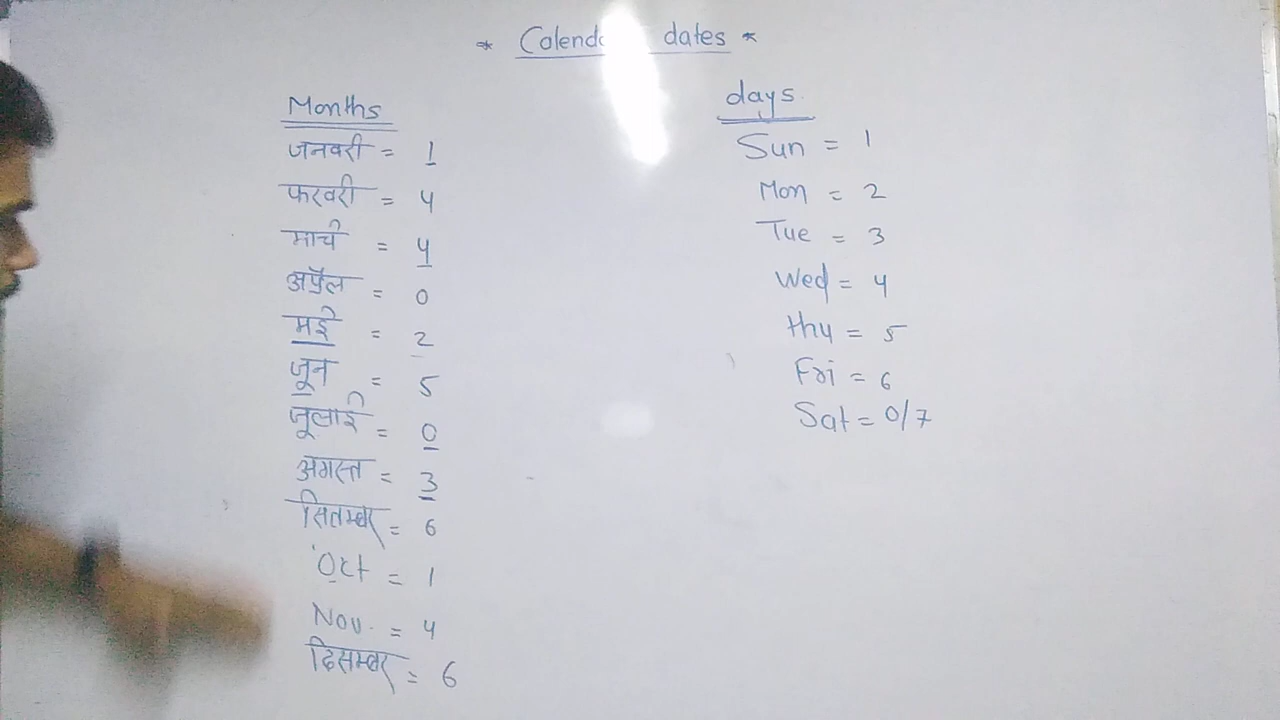 * Calendar dates *
Months
जनवरी = 1
फरवरी = 4
मार्च = 4
अप्रैल = 0
मई = 2
जून = 5
जूलाई = 0
अगस्त = 3
सितम्बर = 6
Oct = 1
Nov. = 4
दिसम्बर = 6
days.
Sun = 1
Mon = 2
Tue = 3
Wed = 4
thu = 5
Fri = 6
Sat = 0/7